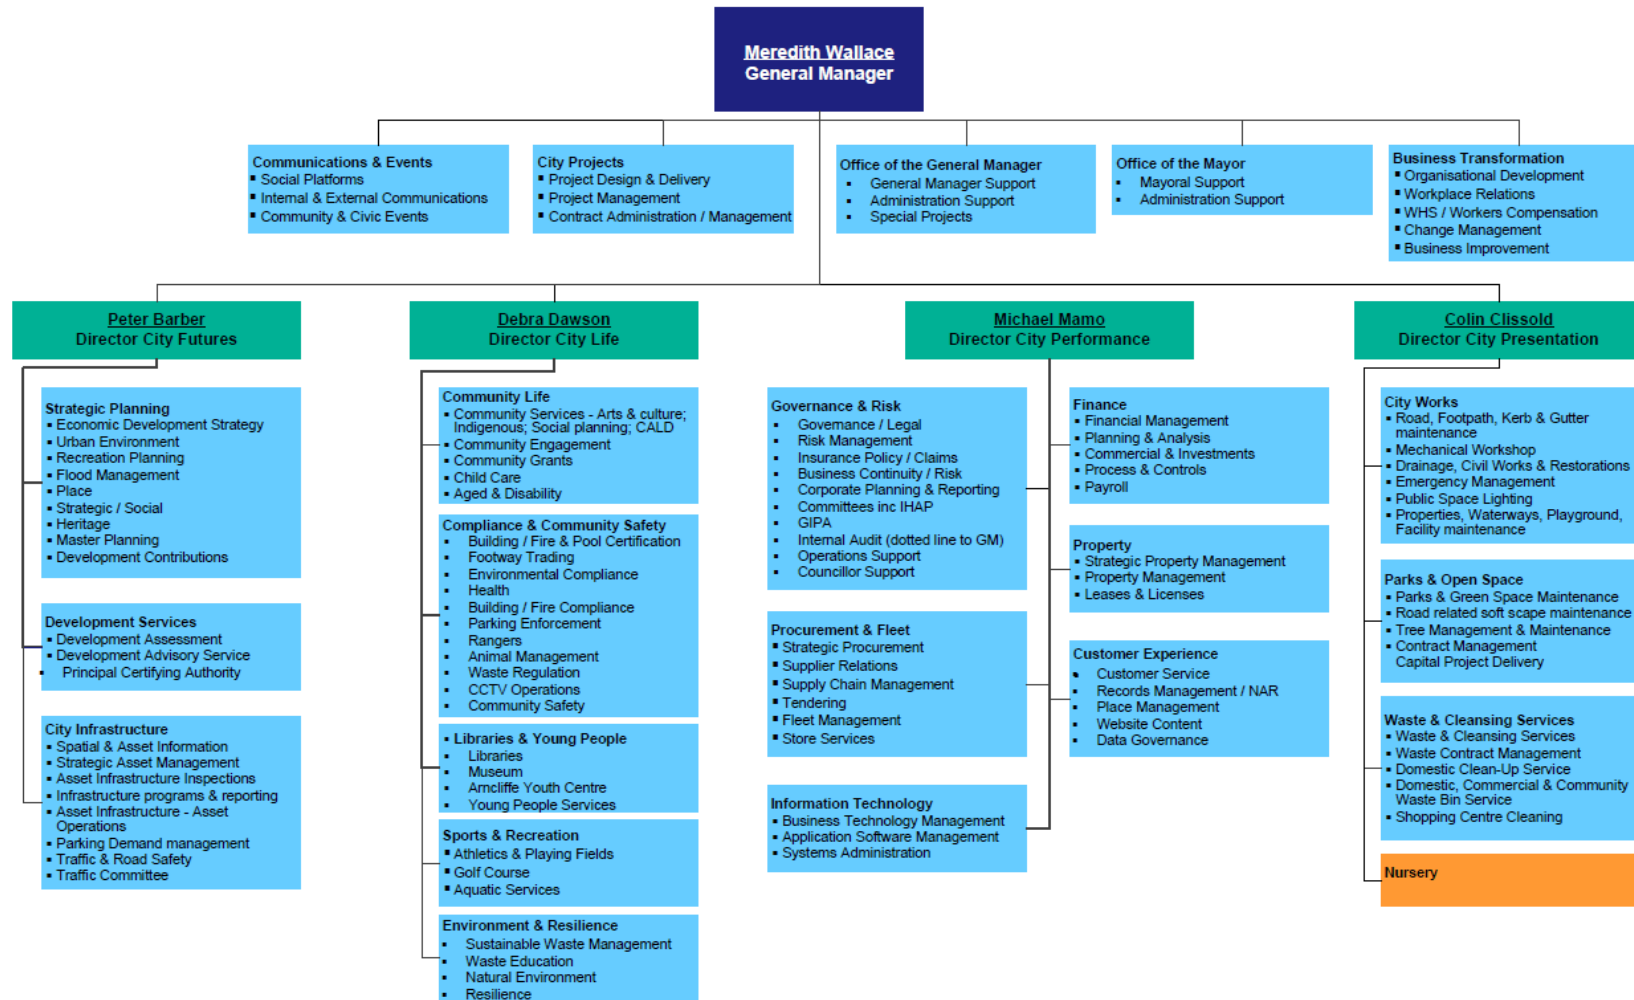 Meredith Wallace
General Manager
Communications & Events
▪ Social Platforms
▪ Internal & External Communications
▪ Community & Civic Events
City Projects
▪ Project Design & Delivery
▪ Project Management
▪ Contract Administration / Management
Office of the General Manager
▪ General Manager Support
▪ Administration Support
▪ Special Projects
Office of the Mayor
▪ Mayoral Support
▪ Administration Support
Business Transformation
▪ Organisational Development
▪ Workplace Relations
▪ WHS / Workers Compensation
▪ Change Management
▪ Business Improvement
Peter Barber
Director City Futures
Strategic Planning
▪ Economic Development Strategy
▪ Urban Environment
▪ Recreation Planning
▪ Flood Management
▪ Place
▪ Strategic / Social
▪ Heritage
▪ Master Planning
▪ Development Contributions
Development Services
▪ Development Assessment
▪ Development Advisory Service
▪ Principal Certifying Authority
City Infrastructure
▪ Spatial & Asset Information
▪ Strategic Asset Management
▪ Asset Infrastructure Inspections
▪ Infrastructure programs & reporting
▪ Asset Infrastructure - Asset
Operations
▪ Parking Demand management
▪ Traffic & Road Safety
▪ Traffic Committee
Debra Dawson
Director City Life
Community Life
▪ Community Services - Arts & culture;
Indigenous; Social planning; CALD
▪ Community Engagement
▪ Community Grants
▪ Child Care
▪ Aged & Disability
Compliance & Community Safety
▪ Building / Fire & Pool Certification
▪ Footway Trading
▪ Environmental Compliance
▪ Health
▪ Building / Fire Compliance
▪ Parking Enforcement
▪ Rangers
▪ Animal Management
▪ Waste Regulation
▪ CCTV Operations
▪ Community Safety
▪ Libraries & Young People
▪ Libraries
▪ Museum
▪ Arncliffe Youth Centre
▪ Young People Services
Sports & Recreation
▪ Athletics & Playing Fields
▪ Golf Course
▪ Aquatic Services
Environment & Resilience
▪ Sustainable Waste Management
▪ Waste Education
▪ Natural Environment
▪ Resilience
Michael Mamo
Director City Performance
Governance & Risk
▪ Governance / Legal
▪ Risk Management
▪ Insurance Policy / Claims
▪ Business Continuity / Risk
▪ Corporate Planning & Reporting
▪ Committees inc IHAP
▪ GIPA
▪ Internal Audit (dotted line to GM)
▪ Operations Support
▪ Councillor Support
Procurement & Fleet
▪ Strategic Procurement
▪ Supplier Relations
▪ Supply Chain Management
▪ Tendering
▪ Fleet Management
▪ Store Services
Information Technology
▪ Business Technology Management
▪ Application Software Management
▪ Systems Administration
Finance
▪ Financial Management
▪ Planning & Analysis
▪ Commercial & Investments
▪ Process & Controls
▪ Payroll
Property
▪ Strategic Property Management
▪ Property Management
▪ Leases & Licenses
Customer Experience
▪ Customer Service
▪ Records Management / NAR
▪ Place Management
▪ Website Content
▪ Data Governance
Colin Clissold
Director City Presentation
City Works
▪ Road, Footpath, Kerb & Gutter
maintenance
▪ Mechanical Workshop
▪ Drainage, Civil Works & Restorations
▪ Emergency Management
▪ Public Space Lighting
▪ Properties, Waterways, Playground,
Facility maintenance
Parks & Open Space
▪ Parks & Green Space Maintenance
▪ Road related soft scape maintenance
▪ Tree Management & Maintenance
▪ Contract Management
Capital Project Delivery
Waste & Cleansing Services
▪ Waste & Cleansing Services
▪ Waste Contract Management
▪ Domestic Clean-Up Service
▪ Domestic, Commercial & Community
Waste Bin Service
▪ Shopping Centre Cleaning
Nursery